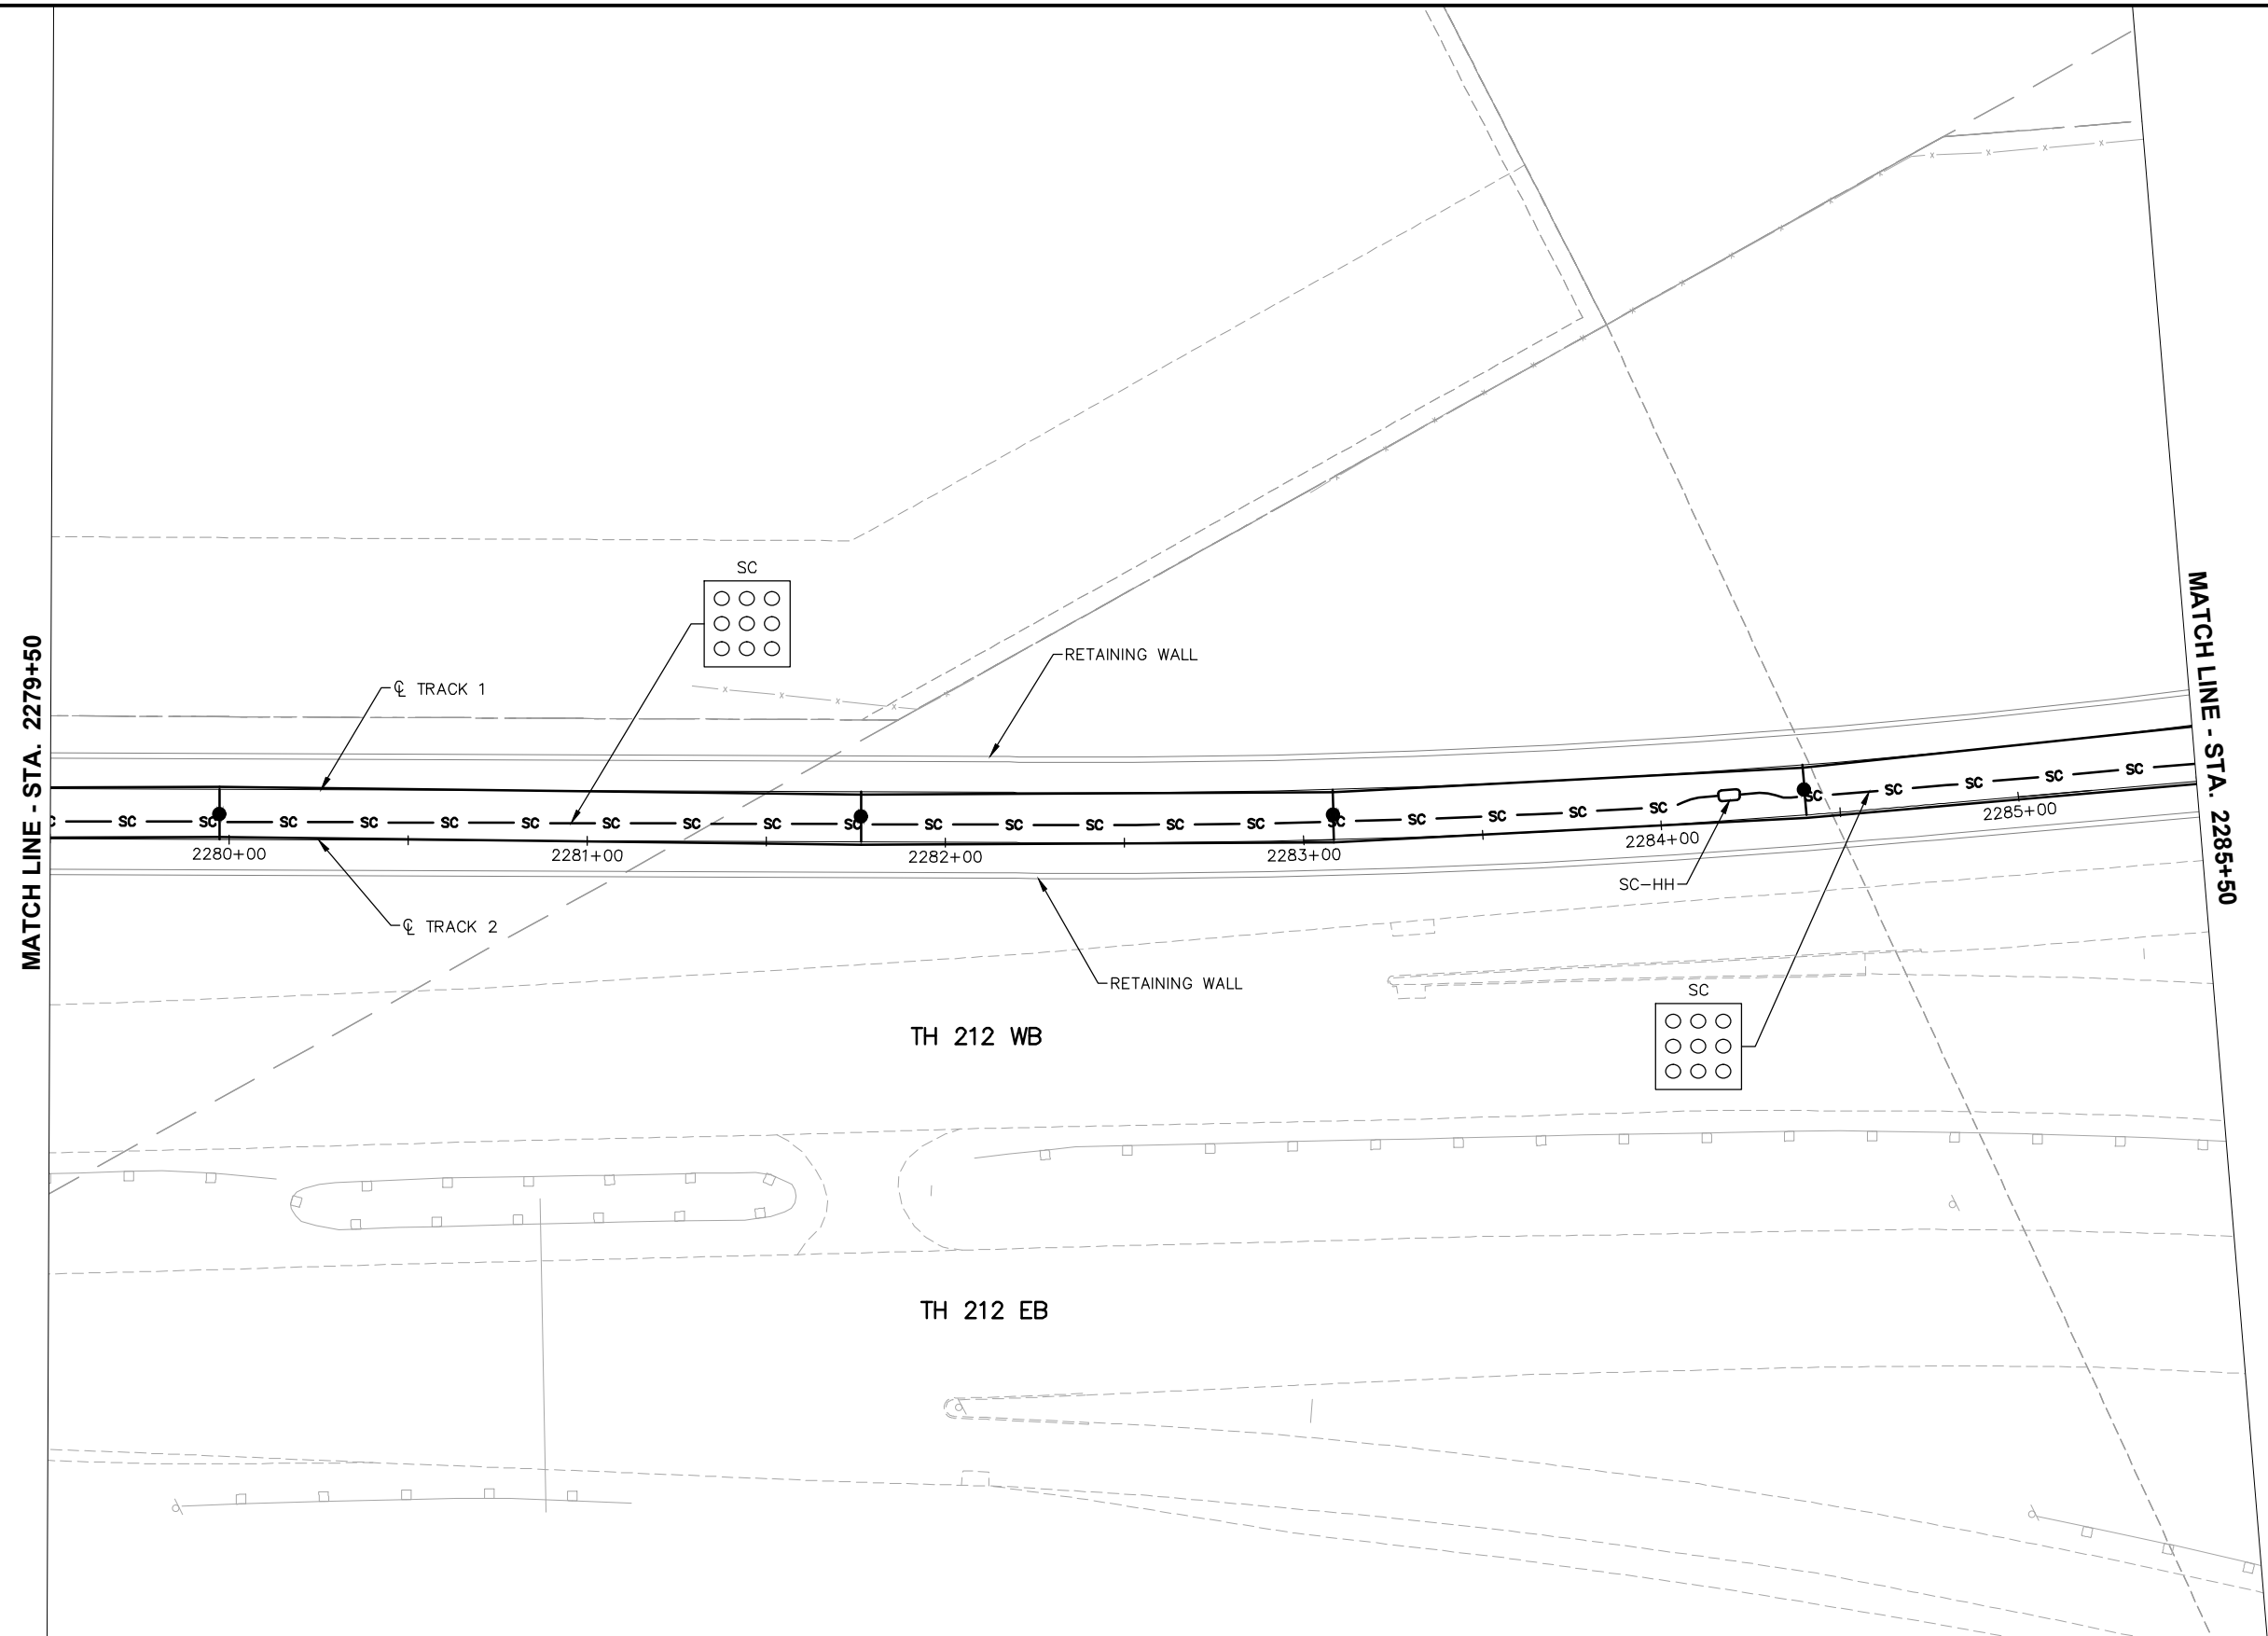 SC
MATCH LINE - STA. 2279+50
MATCH LINE - STA. 2285+50
RETAINING WALL
℄ TRACK 1
SC SC SC SC SC SC SC SC SC SC SC SC SC SC SC SC SC SC SC SC SC SC SC SC SC SC
2280+00 2281+00 2282+00 2283+00 2284+00 2285+00
SC-HH
℄ TRACK 2
RETAINING WALL
SC
TH 212 WB
TH 212 EB